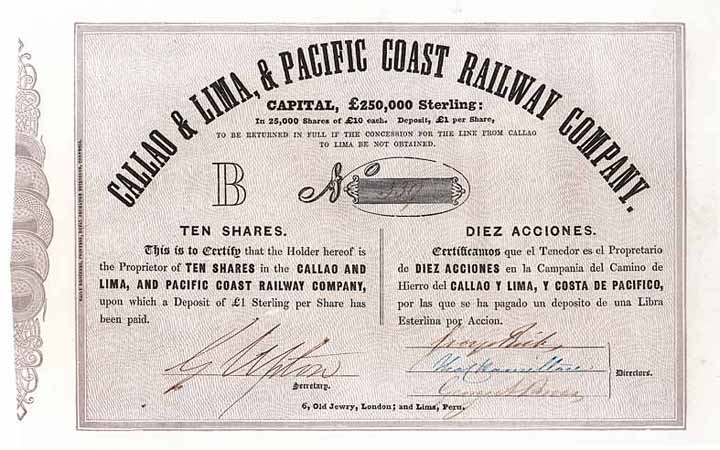 CALLAO & LIMA, & PACIFIC COAST RAILWAY COMPANY.
CAPITAL, £250,000 Sterling:
In 25,000 Shares of £10 each. Deposit, £1 per Share,
TO BE RETURNED IN FULL IF THE CONCESSION FOR THE LINE FROM CALLAO
TO LIMA BE NOT OBTAINED.
B No
TEN SHARES.
This is to Certify that the Holder hereof is
the Proprietor of TEN SHARES in the CALLAO AND
LIMA, AND PACIFIC COAST RAILWAY COMPANY,
upon which a Deposit of £1 Sterling per Share has
been paid.
DIEZ ACCIONES.
Certificamos que el Tenedor es el Propretario
de DIEZ ACCIONES en la Campania del Camino de
Hierro del CALLAO Y LIMA, Y COSTA DE PACIFICO,
por las que se ha pagado un deposito de una Libra
Esterlina por Accion.
G Upton
Secretary.
Directors.
6, Old Jewry, London; and Lima, Peru.